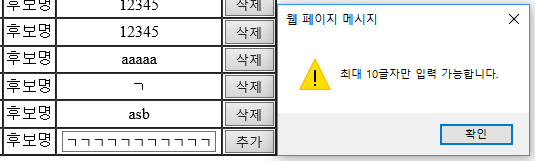 후보명 12345 삭제
후보명 12345 삭제
후보명 aaaaa 삭제
후보명 ㄱ 삭제
후보명 asb 삭제
후보명 ㄱㄱㄱㄱㄱㄱㄱㄱㄱㄱㄱ 추가
웹 페이지 메시지
최대 10글자만 입력 가능합니다.
확인